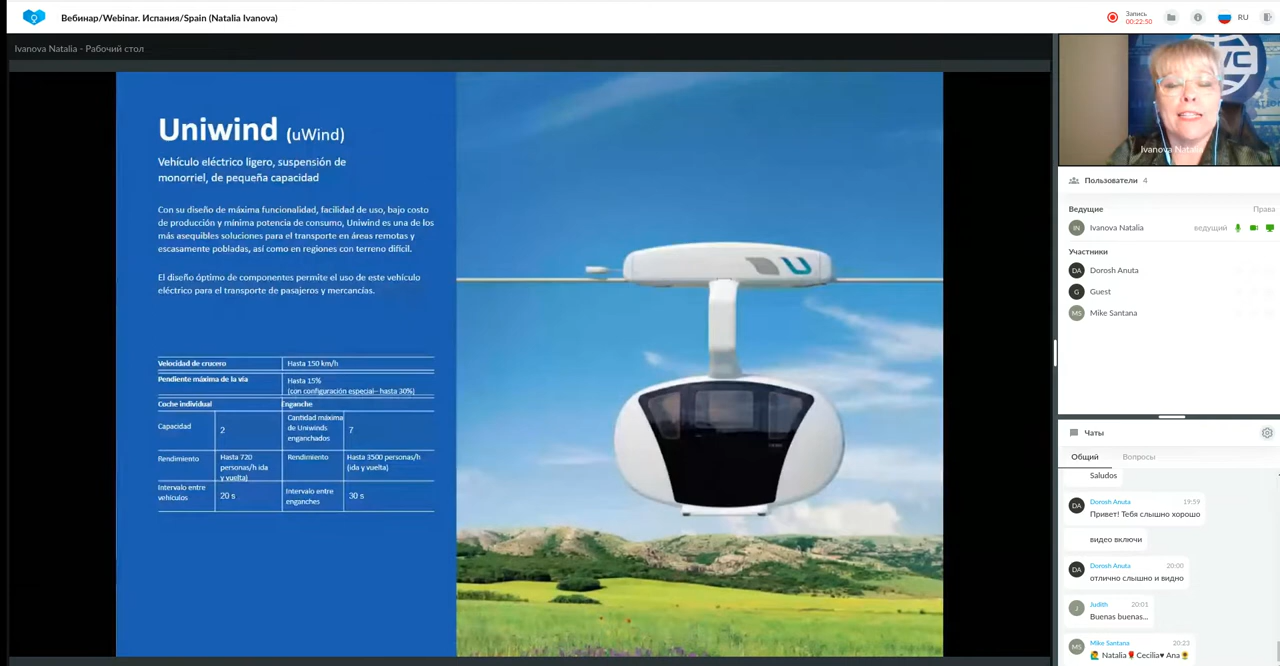 Вебинар/Webinar. Испания/Spain (Natalia Ivanova)
Запись
00:22:50
RU
Ivanova Natalia - Рабочий стол
Uniwind (uWind)
Vehículo eléctrico ligero, suspensión de
monorriel, de pequeña capacidad
Con su diseño de máxima funcionalidad, facilidad de uso, bajo costo
de producción y mínima potencia de consumo, Uniwind es una de los
más asequibles soluciones para el transporte en áreas remotas y
escasamente pobladas, así como en regiones con terreno difícil.
El diseño óptimo de componentes permite el uso de este vehículo
eléctrico para el transporte de pasajeros y mercancías.
Velocidad de crucero Hasta 150 km/h
Pendiente máxima de la vía Hasta 15%
(con configuración especial– hasta 30%)
Coche individual Enganche
Capacidad 2 Cantidad máxima
de Uniwinds
enganchados 7
Rendimiento Hasta 720
personas/h ida
y vuelta) Rendimiento Hasta 3500 personas/h
(ida y vuelta)
Intervalo entre
vehículos 20 s Intervalo entre
enganches 30 s
Ivanova Natalia
Пользователи 4
Ведущие Права
IN Ivanova Natalia ведущий
Участники
DA Dorosh Anuta
G Guest
MS Mike Santana
Чаты
Общий Вопросы
Saludos
DA Dorosh Anuta 19:59
Привет! Тебя слышно хорошо
видео включи
DA Dorosh Anuta 20:00
отлично слышно и видно
J Judith 20:01
Buenas buenas...
MS Mike Santana 20:23
🙋‍♂️ Natalia🌹Cecilia♥ Ana🌻